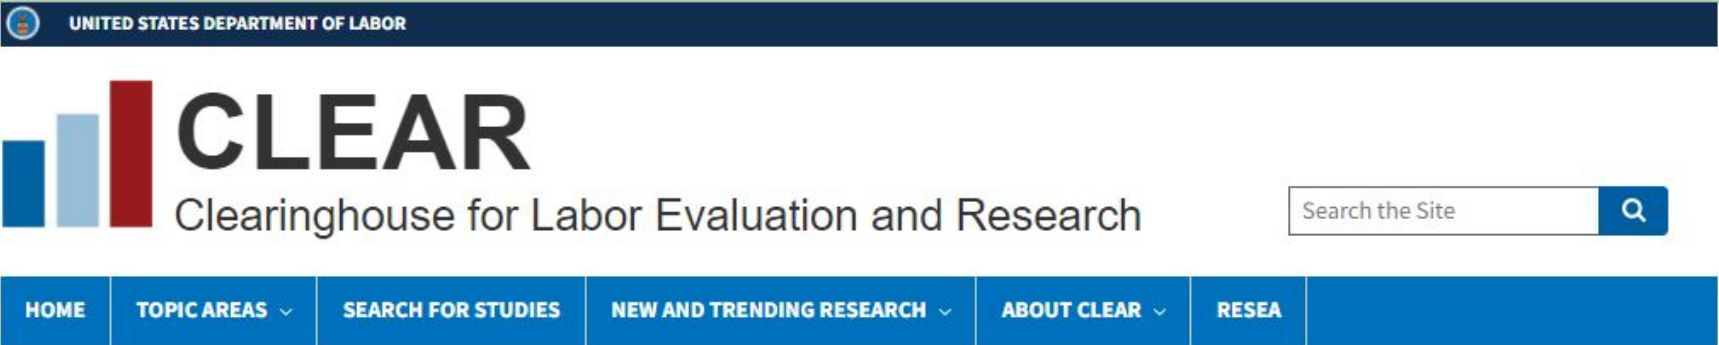 UNITED STATES DEPARTMENT OF LABOR
CLEAR
Clearinghouse for Labor Evaluation and Research
Search the Site
HOME TOPIC AREAS SEARCH FOR STUDIES NEW AND TRENDING RESEARCH ABOUT CLEAR RESEA